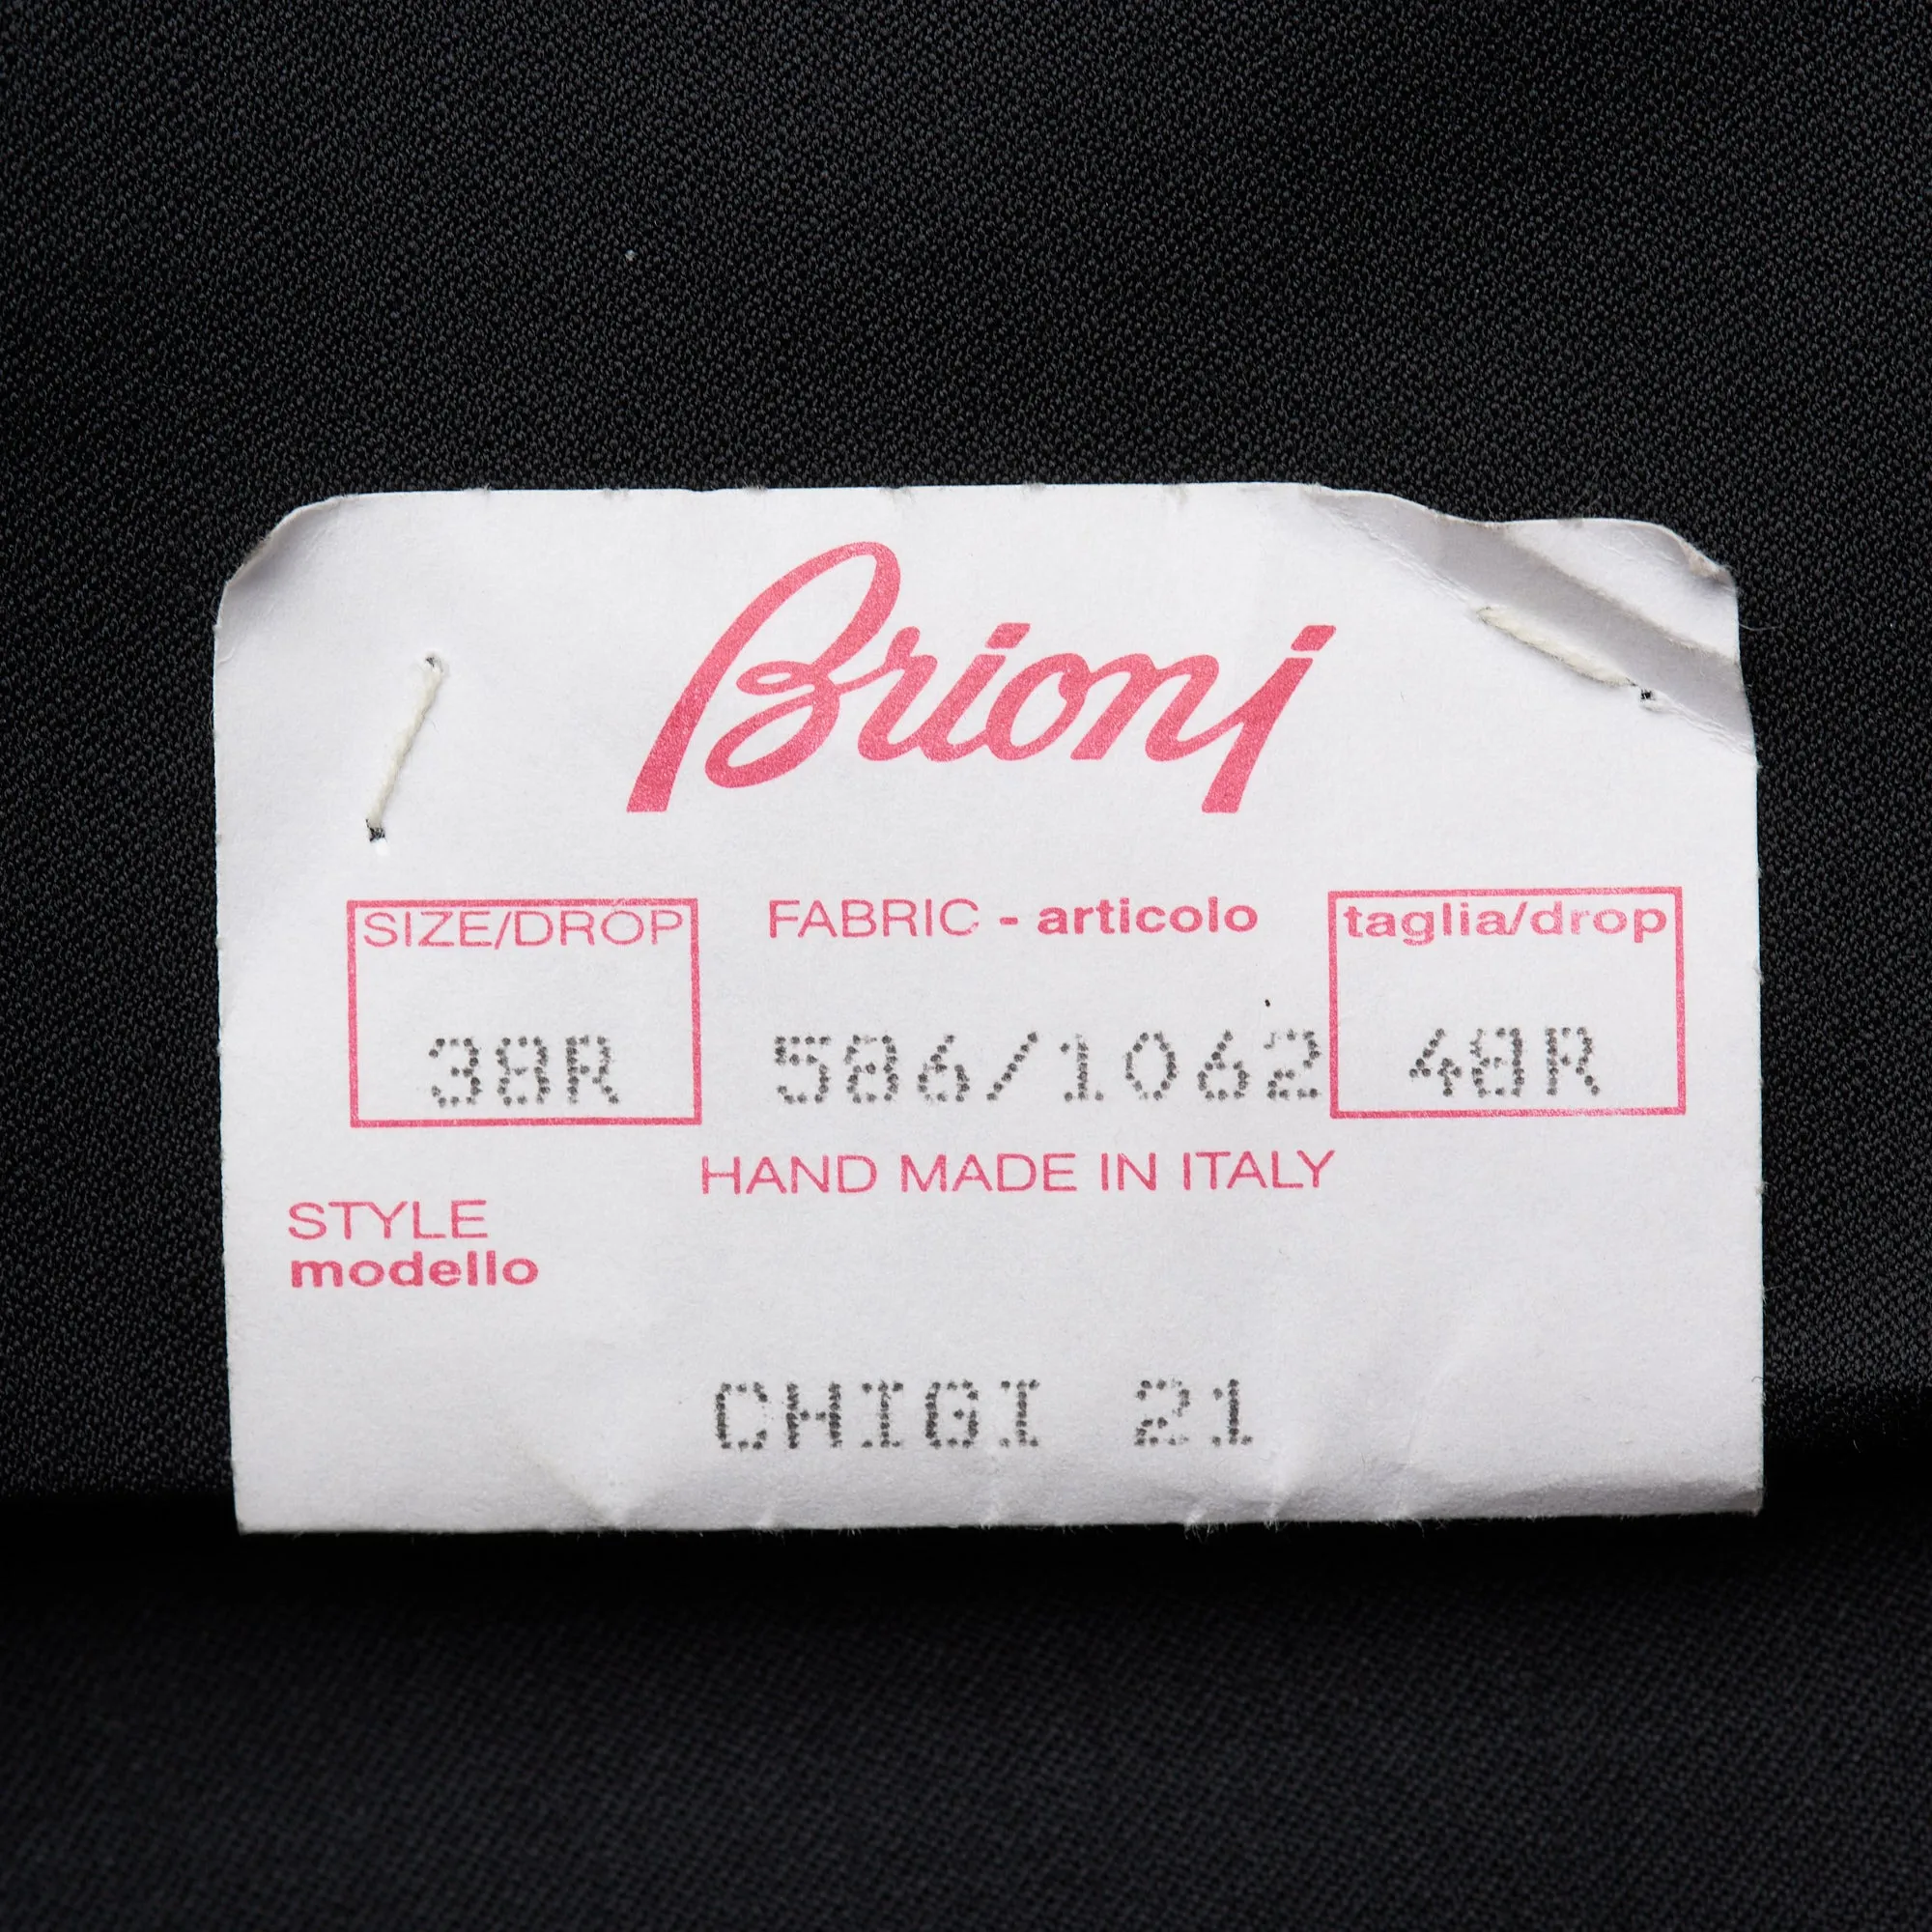 Brioni
SIZE/DROP FABRIC - articolo taglia/drop
38R 586/1062 48R
HAND MADE IN ITALY
STYLE
modello
CHIGI 21